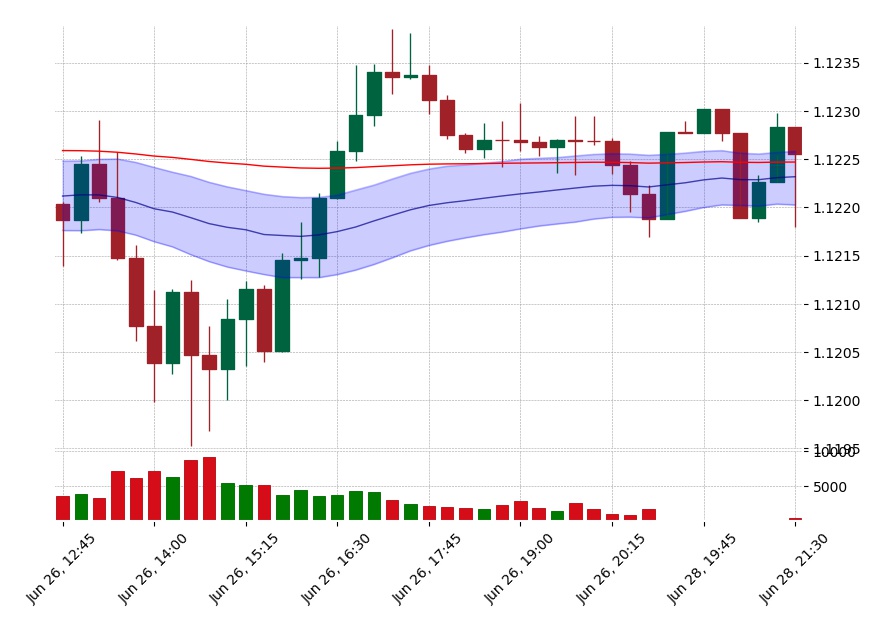 1.1235
1.1230
1.1225
1.1220
1.1215
1.1210
1.1205
1.1200
1.1195
10000
5000
Jun 26, 12:45
Jun 26, 14:00
Jun 26, 15:15
Jun 26, 16:30
Jun 26, 17:45
Jun 26, 19:00
Jun 26, 20:15
Jun 28, 19:45
Jun 28, 21:30